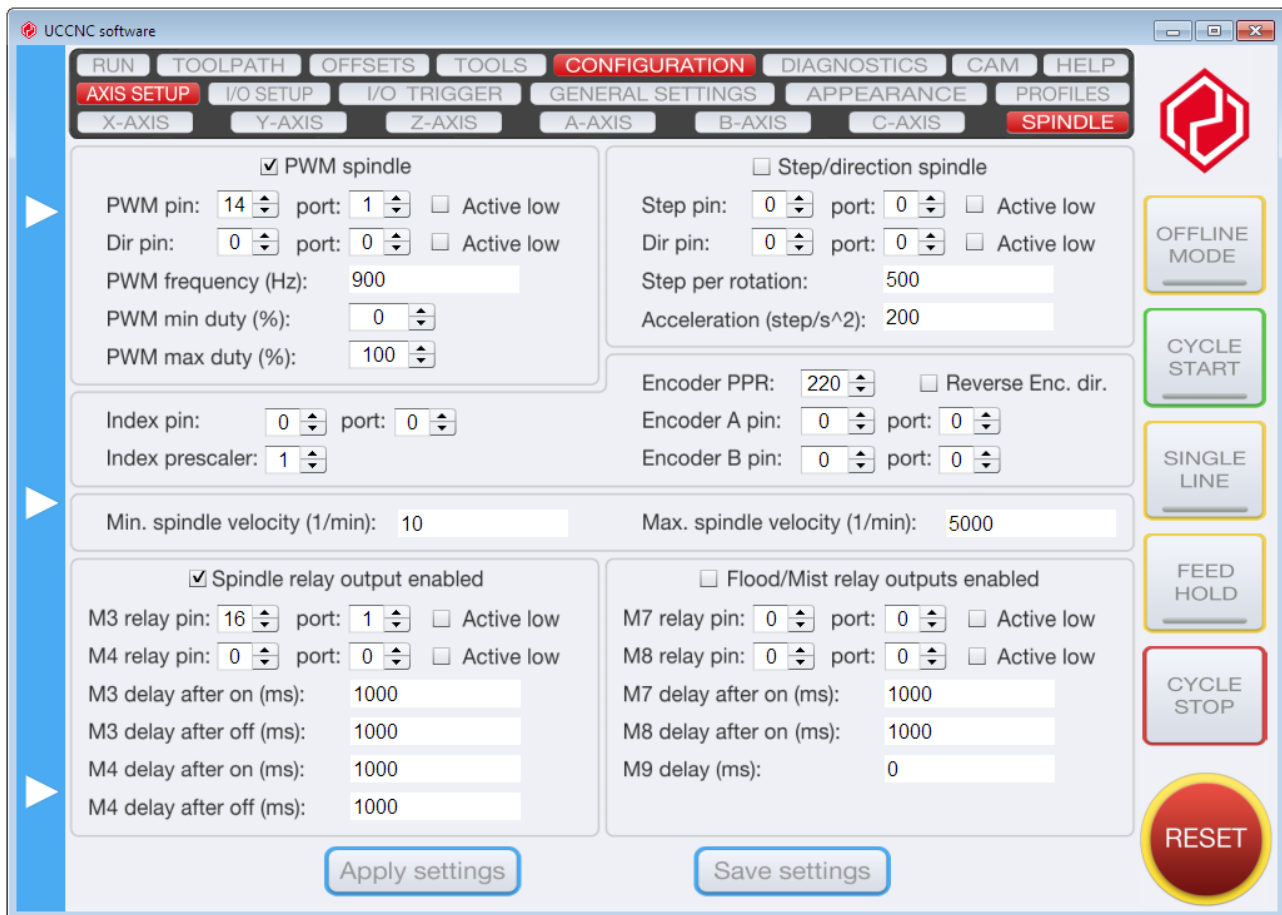 UCCNC software
RUN TOOLPATH OFFSETS TOOLS CONFIGURATION DIAGNOSTICS CAM HELP
AXIS SETUP I/O SETUP I/O TRIGGER GENERAL SETTINGS APPEARANCE PROFILES
X-AXIS Y-AXIS Z-AXIS A-AXIS B-AXIS C-AXIS SPINDLE
PWM spindle
PWM pin: 14 port: 1 Active low
Dir pin: 0 port: 0 Active low
PWM frequency (Hz): 900
PWM min duty (%): 0
PWM max duty (%): 100
Step/direction spindle
Step pin: 0 port: 0 Active low
Dir pin: 0 port: 0 Active low
Step per rotation: 500
Acceleration (step/s^2): 200
Index pin: 0 port: 0
Index prescaler: 1
Encoder PPR: 220 Reverse Enc. dir.
Encoder A pin: 0 port: 0
Encoder B pin: 0 port: 0
Min. spindle velocity (1/min): 10
Max. spindle velocity (1/min): 5000
Spindle relay output enabled
M3 relay pin: 16 port: 1 Active low
M4 relay pin: 0 port: 0 Active low
M3 delay after on (ms): 1000
M3 delay after off (ms): 1000
M4 delay after on (ms): 1000
M4 delay after off (ms): 1000
Flood/Mist relay outputs enabled
M7 relay pin: 0 port: 0 Active low
M8 relay pin: 0 port: 0 Active low
M7 delay after on (ms): 1000
M8 delay after on (ms): 1000
M9 delay (ms): 0
Apply settings
Save settings
OFFLINE
MODE
CYCLE
START
SINGLE
LINE
FEED
HOLD
CYCLE
STOP
RESET